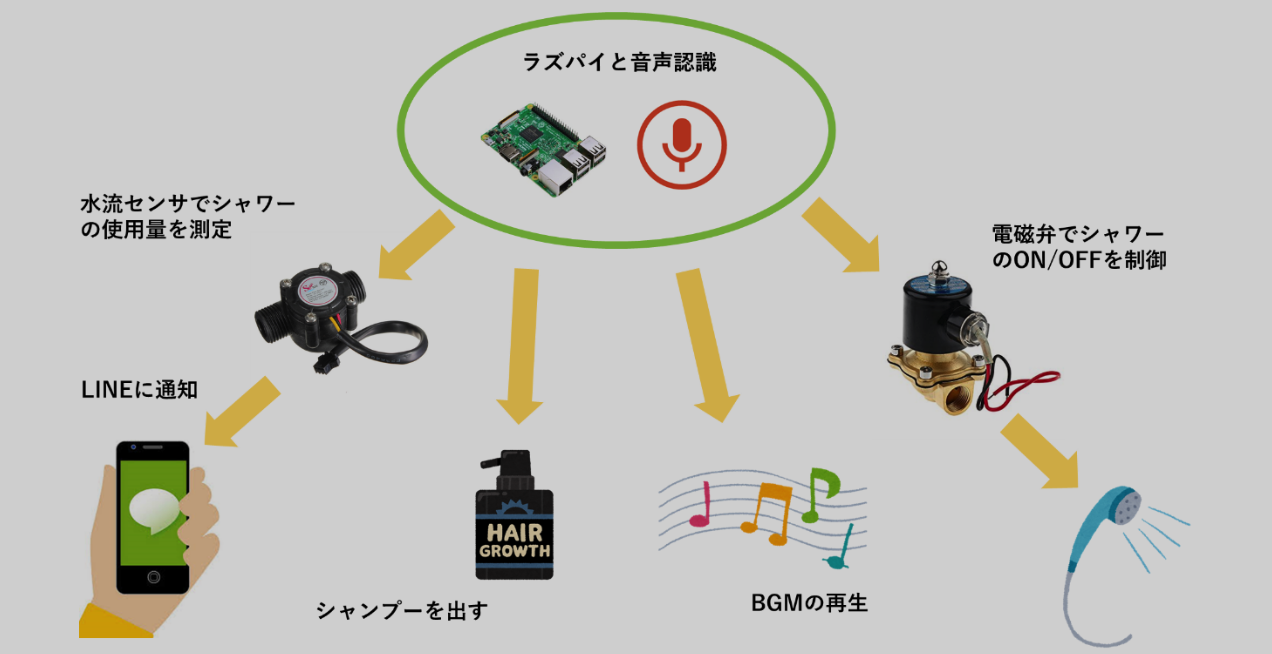 ラズパイと音声認識
水流センサでシャワー
の使用量を測定
電磁弁でシャワー
のON/OFFを制御
LINEに通知
HAIR
GROWTH
シャンプーを出す
BGMの再生